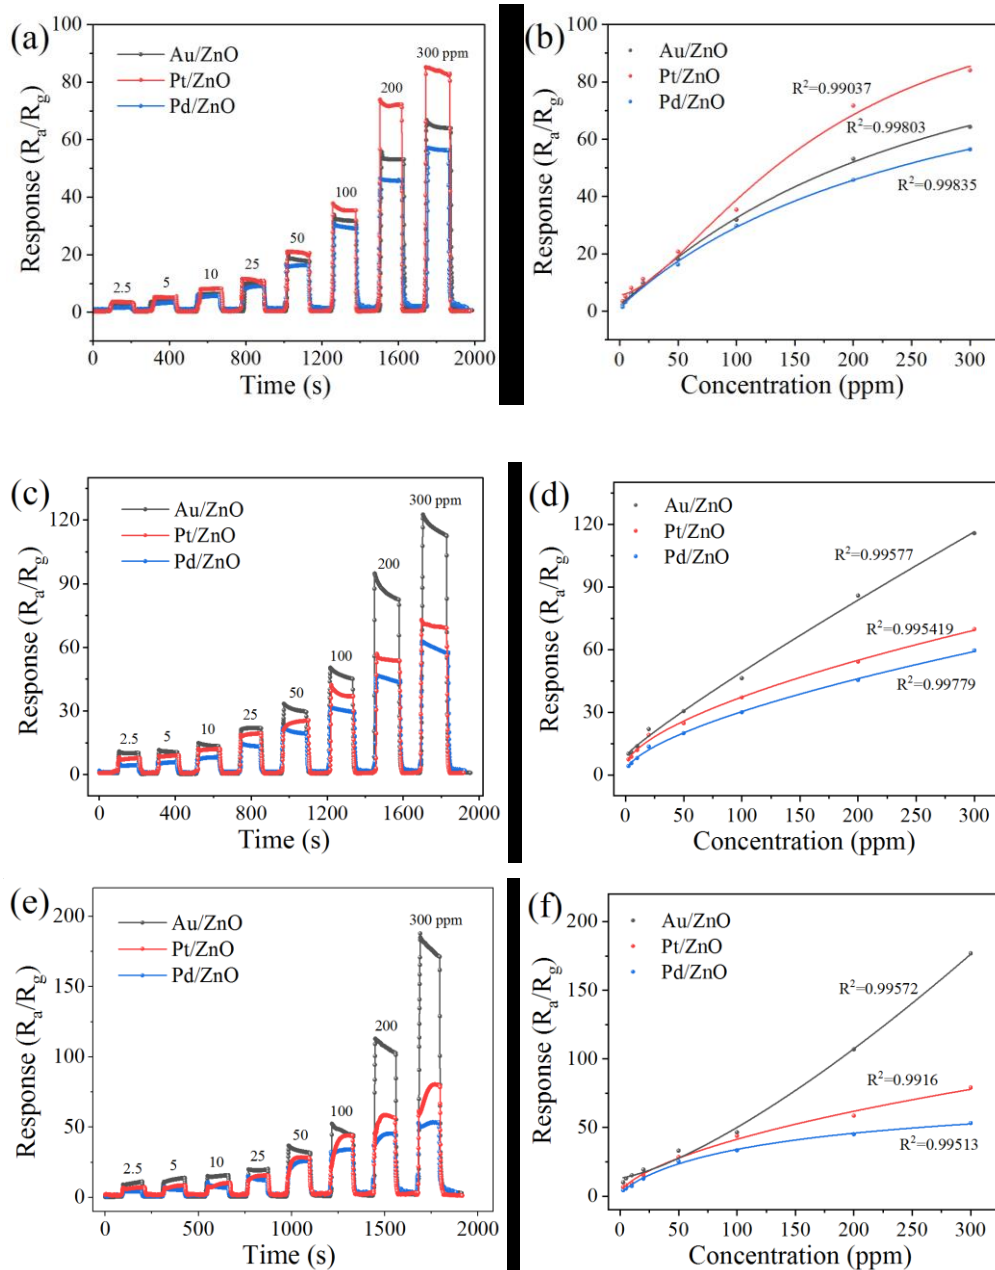 (a)
Au/ZnO
Pt/ZnO
Pd/ZnO
2.5
5
10
25
50
100
200
300 ppm
0
20
40
60
80
100
Response (Ra/Rg)
0
400
800
1200
1600
2000
Time (s)
(b)
Au/ZnO
Pt/ZnO
Pd/ZnO
R2=0.99037
R2=0.99803
R2=0.99835
0
20
40
60
80
100
Response (Ra/Rg)
0
50
100
150
200
250
300
Concentration (ppm)
(c)
Au/ZnO
Pt/ZnO
Pd/ZnO
2.5
5
10
25
50
100
200
300 ppm
0
30
60
90
120
Response (Ra/Rg)
0
400
800
1200
1600
2000
Time (s)
(d)
Au/ZnO
Pt/ZnO
Pd/ZnO
R2=0.99577
R2=0.995419
R2=0.99779
0
30
60
90
120
Response (Ra/Rg)
0
50
100
150
200
250
300
Concentration (ppm)
(e)
Au/ZnO
Pt/ZnO
Pd/ZnO
2.5
5
10
25
50
100
200
300 ppm
0
50
100
150
200
Response (Ra/Rg)
0
500
1000
1500
2000
Time (s)
(f)
Au/ZnO
Pt/ZnO
Pd/ZnO
R2=0.99572
R2=0.9916
R2=0.99513
0
50
100
150
200
Response (Ra/Rg)
0
50
100
150
200
250
300
Concentration (ppm)